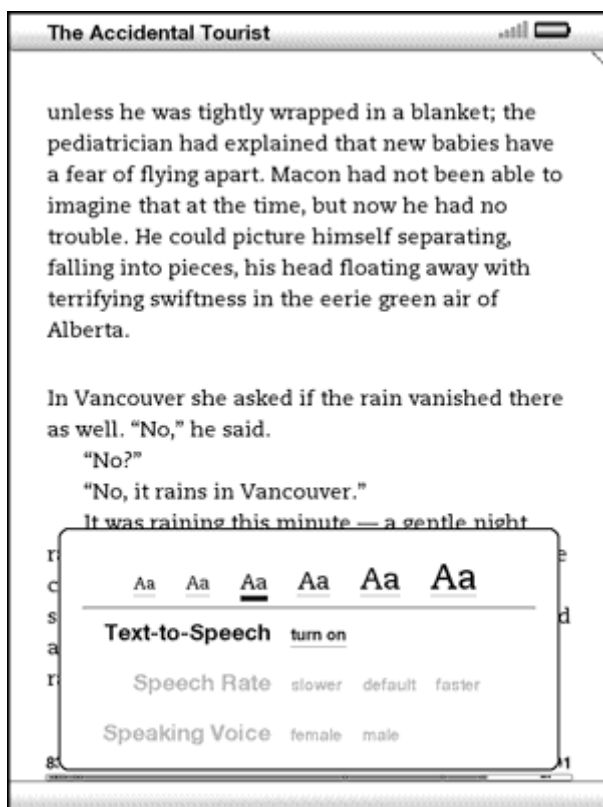 The Accidental Tourist
unless he was tightly wrapped in a blanket; the
pediatrician had explained that new babies have
a fear of flying apart. Macon had not been able to
imagine that at the time, but now he had no
trouble. He could picture himself separating,
falling into pieces, his head floating away with
terrifying swiftness in the eerie green air of
Alberta.
In Vancouver she asked if the rain vanished there
as well. “No,” he said.
“No?”
“No, it rains in Vancouver.”
It was raining this minute — a gentle night
Aa Aa Aa Aa Aa Aa
Text-to-Speech turn on
Speech Rate slower default faster
Speaking Voice female male